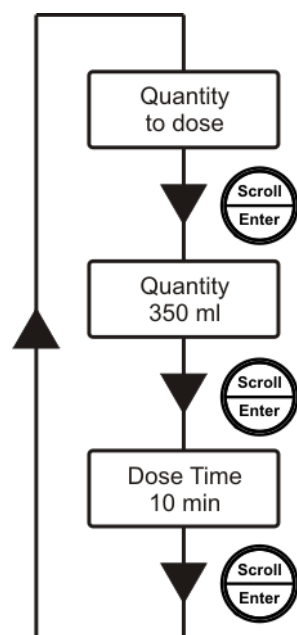 Quantity
to dose
Scroll
Enter
Quantity
350 ml
Scroll
Enter
Dose Time
10 min
Scroll
Enter